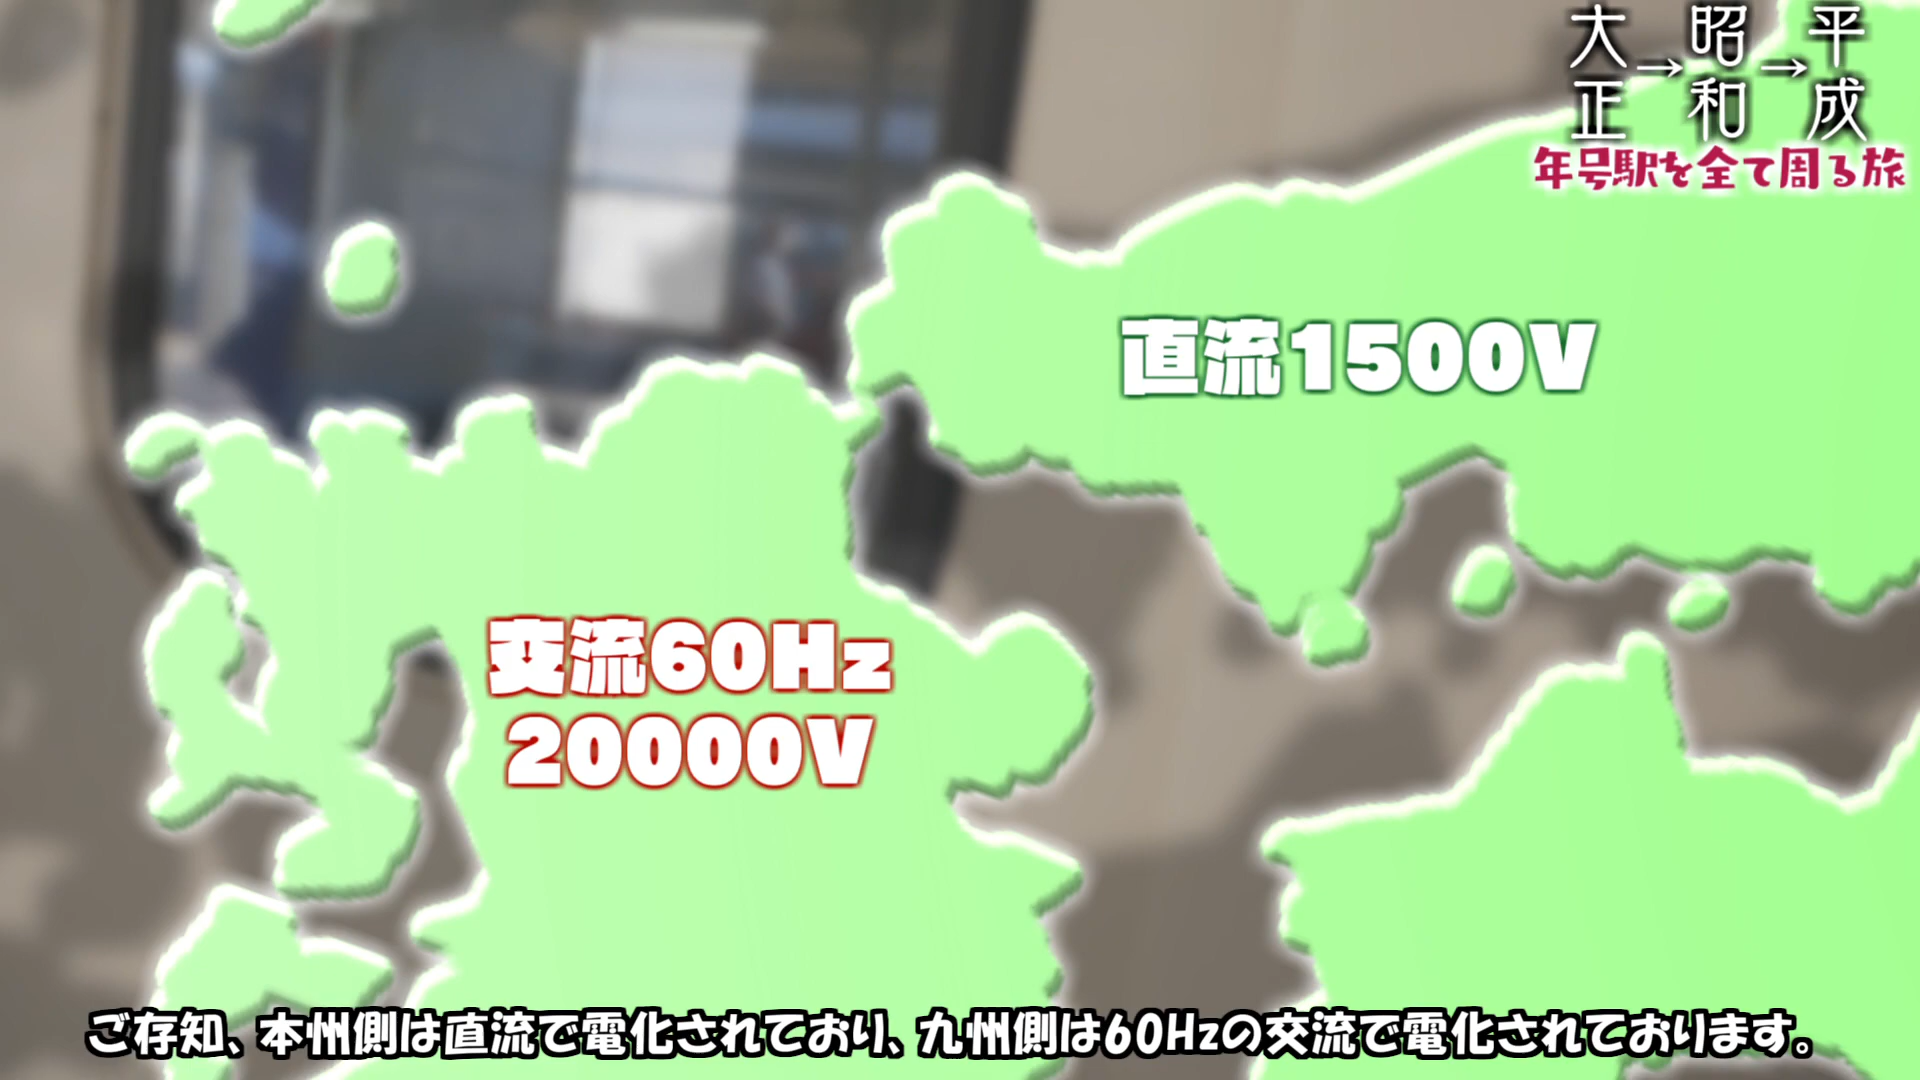 大正→昭和→平成
年号駅を全て周る旅
直流1500V
交流60Hz
20000V
ご存知、本州側は直流で電化されており、九州側は60Hzの交流で電化されております。